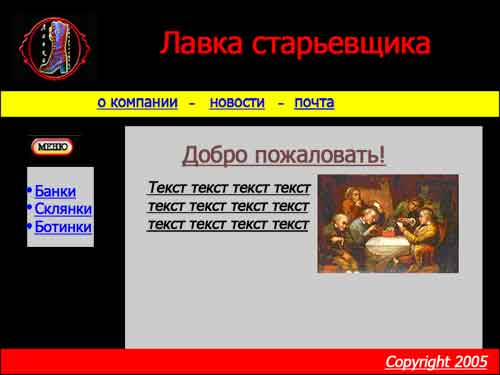 Лавка
Лавка старьевщика
о компании - новости - почта
МЕНЮ
Добро пожаловать!
• Банки
• Склянки
• Ботинки
Текст текст текст текст
текст текст текст текст
текст текст текст текст
Copyright 2005